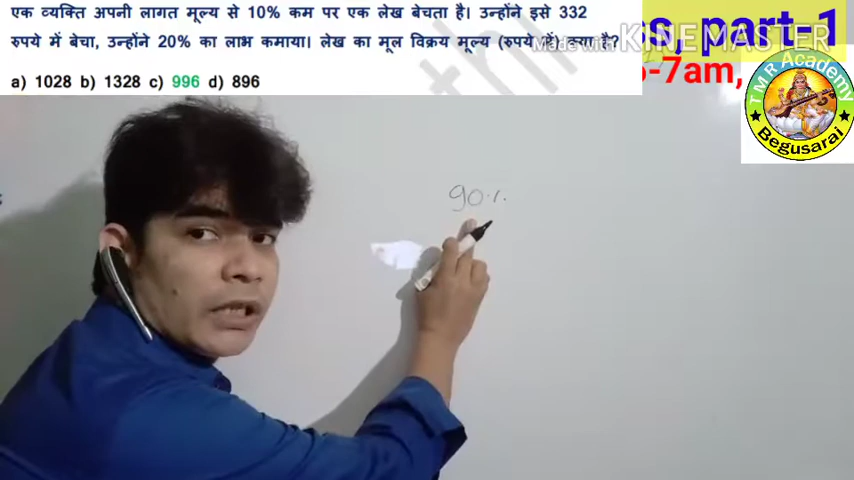 एक व्यक्ति अपनी लागत मूल्य से 10% कम पर एक लेख बेचता है। उन्होंने इसे 332
रुपये में बेचा, उन्होंने 20% का लाभ कमाया। लेख का मूल विक्रय मूल्य (रुपये में) क्या है?
a) 1028 b) 1328 c) 996 d) 896
s, part-1
Made with KINEMASTER
-7am,
TMR Academy
Begusarai
90%